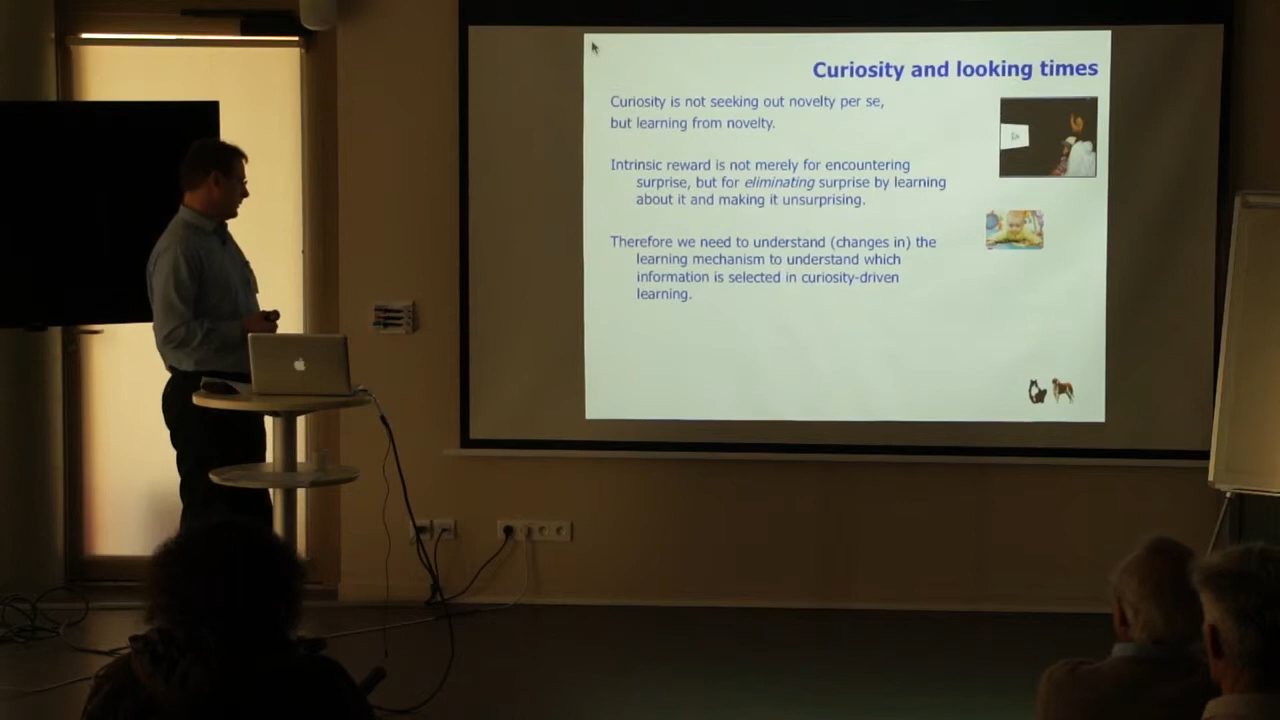 Curiosity and looking times
Curiosity is not seeking out novelty per se,
but learning from novelty.
Intrinsic reward is not merely for encountering
surprise, but for eliminating surprise by learning
about it and making it unsurprising.
Therefore we need to understand (changes in) the
learning mechanism to understand which
information is selected in curiosity-driven
learning.